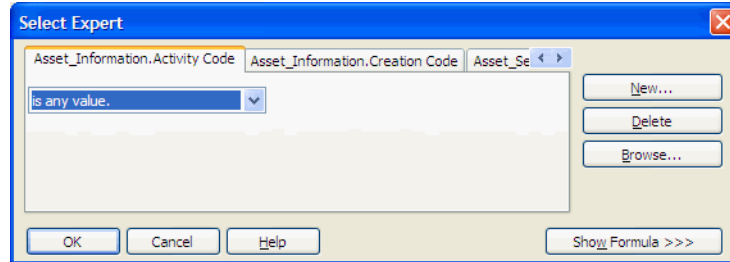 Select Expert
Asset_Information.Activity Code Asset_Information.Creation Code Asset_Se
is any value.
New...
Delete
Browse...
OK Cancel Help Show Formula >>>